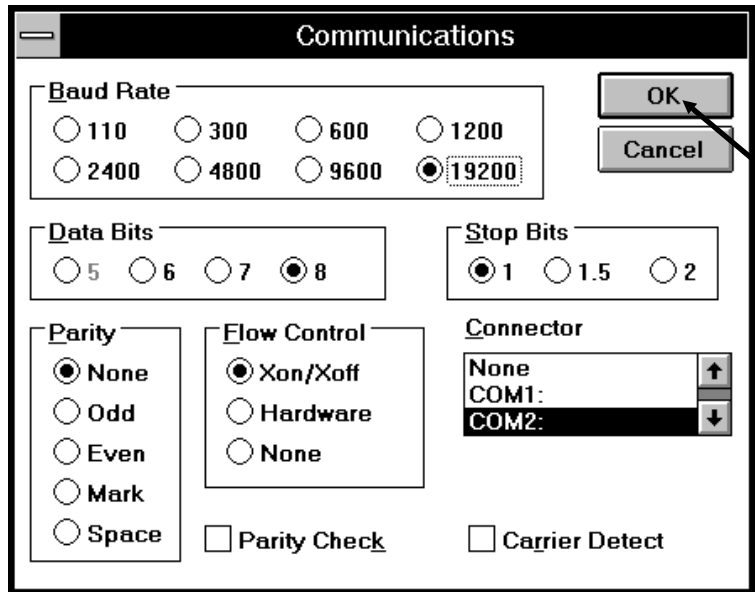 Communications
Baud Rate
110 300 600 1200
2400 4800 9600 19200
OK
Cancel
Data Bits
5 6 7 8
Stop Bits
1 1.5 2
Parity
None
Odd
Even
Mark
Space
Flow Control
Xon/Xoff
Hardware
None
Connector
None
COM1:
COM2:
Parity Check
Carrier Detect